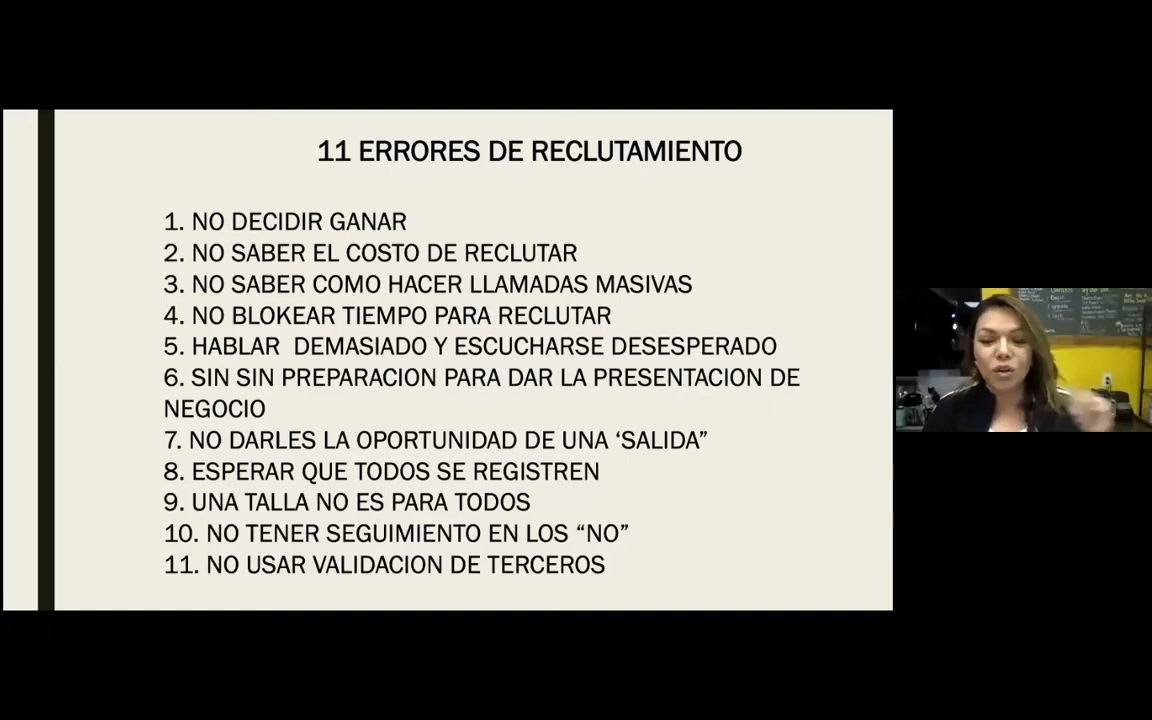 11 ERRORES DE RECLUTAMIENTO
1. NO DECIDIR GANAR
2. NO SABER EL COSTO DE RECLUTAR
3. NO SABER COMO HACER LLAMADAS MASIVAS
4. NO BLOKEAR TIEMPO PARA RECLUTAR
5. HABLAR  DEMASIADO Y ESCUCHARSE DESESPERADO
6. SIN SIN PREPARACION PARA DAR LA PRESENTACION DE
NEGOCIO
7. NO DARLES LA OPORTUNIDAD DE UNA ‘SALIDA”
8. ESPERAR QUE TODOS SE REGISTREN
9. UNA TALLA NO ES PARA TODOS
10. NO TENER SEGUIMIENTO EN LOS “NO”
11. NO USAR VALIDACION DE TERCEROS